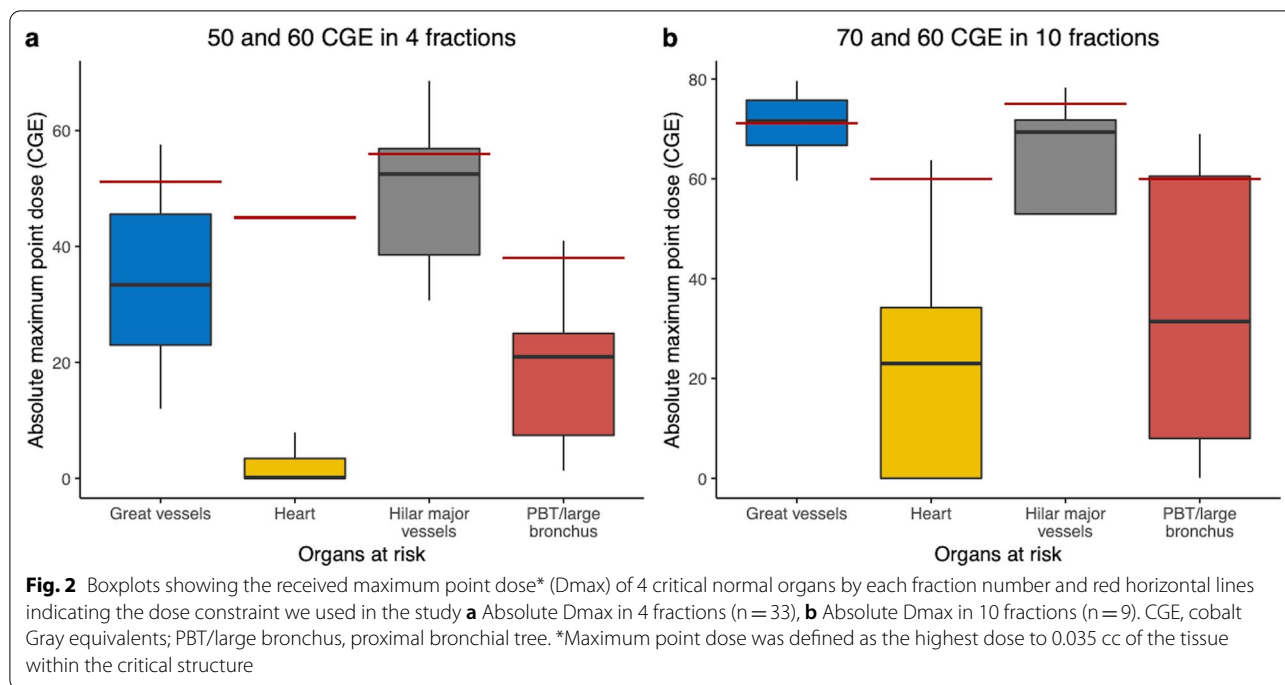 a
50 and 60 CGE in 4 fractions
Absolute maximum point dose (CGE)
60
40
20
0
Great vessels
Heart
Hilar major
vessels
PBT/large
bronchus
Organs at risk
b
70 and 60 CGE in 10 fractions
Absolute maximum point dose (CGE)
80
60
40
20
0
Great vessels
Heart
Hilar major
vessels
PBT/large
bronchus
Organs at risk
Fig. 2 Boxplots showing the received maximum point dose* (Dmax) of 4 critical normal organs by each fraction number and red horizontal lines
indicating the dose constraint we used in the study a Absolute Dmax in 4 fractions (n = 33), b Absolute Dmax in 10 fractions (n = 9). CGE, cobalt
Gray equivalents; PBT/large bronchus, proximal bronchial tree. *Maximum point dose was defined as the highest dose to 0.035 cc of the tissue
within the critical structure